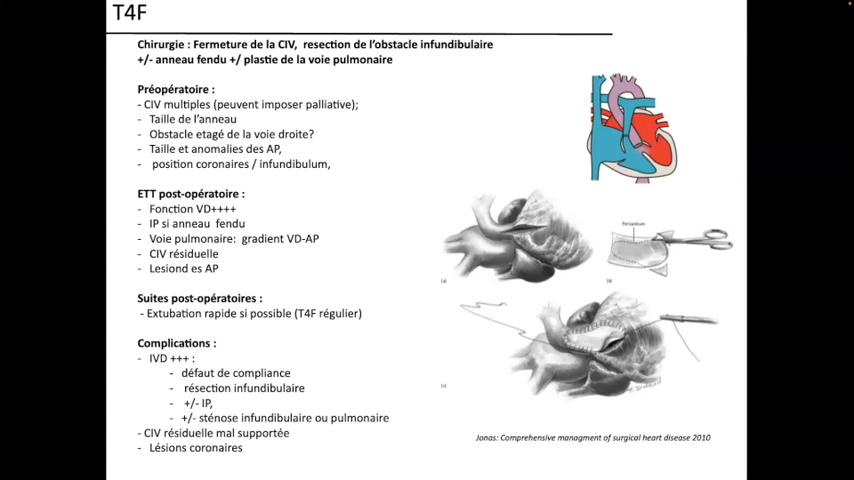 T4F
Chirurgie : Fermeture de la CIV, resection de l'obstacle infundibulaire
+/- anneau fendu +/ plastie de la voie pulmonaire
Préopératoire :
- CIV multiples (peuvent imposer palliative);
- Taille de l'anneau
- Obstacle etagé de la voie droite?
- Taille et anomalies des AP,
- position coronaires / infundibulum,
ETT post-opératoire :
- Fonction VD++++
- IP si anneau fendu
- Voie pulmonaire: gradient VD-AP
- CIV résiduelle
- Lesiond es AP
Suites post-opératoires :
- Extubation rapide si possible (T4F régulier)
Complications :
- IVD +++ :
- défaut de compliance
- résection infundibulaire
- +/- IP,
- +/- sténose infundibulaire ou pulmonaire
- CIV résiduelle mal supportée
- Lésions coronaires
Pericardium
(a)
(b)
(c)
Jonas: Comprehensive managment of surgical heart disease 2010